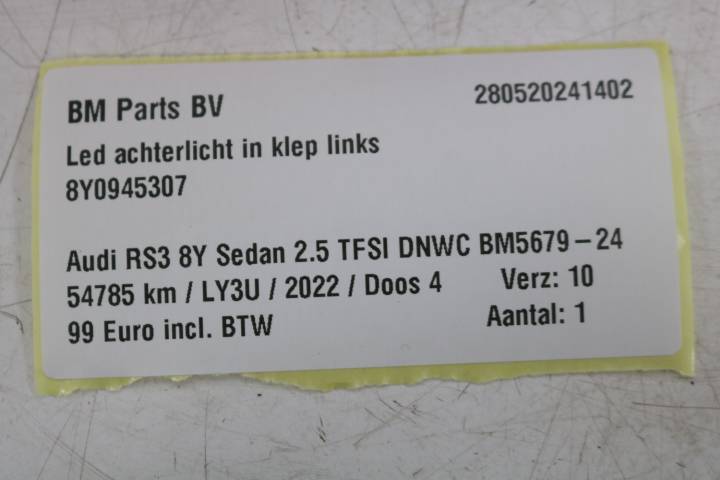 BM Parts BV 280520241402
Led achterlicht in klep links
8Y0945307
Audi RS3 8Y Sedan 2.5 TFSI DNWC BM5679-24
54785 km / LY3U / 2022 / Doos 4 Verz: 10
99 Euro incl. BTW Aantal: 1